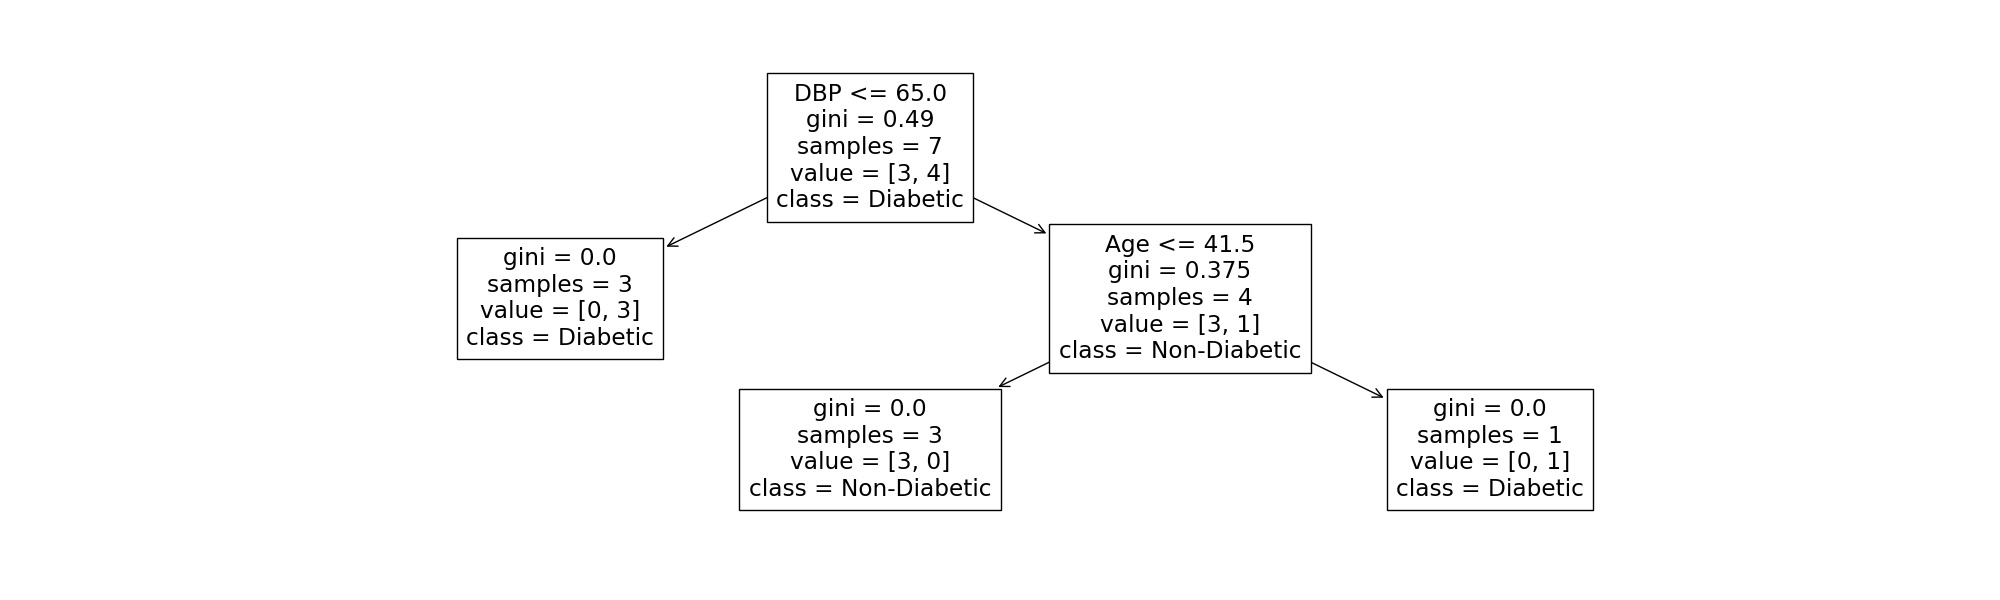 DBP <= 65.0
gini = 0.49
samples = 7
value = [3, 4]
class = Diabetic
gini = 0.0
samples = 3
value = [0, 3]
class = Diabetic
Age <= 41.5
gini = 0.375
samples = 4
value = [3, 1]
class = Non-Diabetic
gini = 0.0
samples = 3
value = [3, 0]
class = Non-Diabetic
gini = 0.0
samples = 1
value = [0, 1]
class = Diabetic